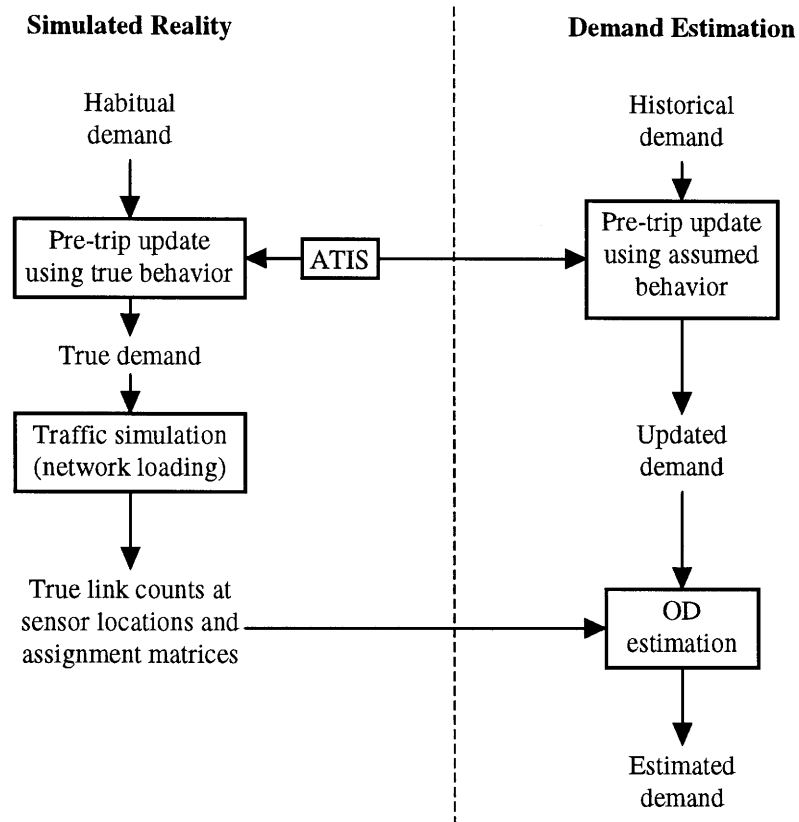 Simulated Reality
Habitual
demand
Pre-trip update
using true behavior
True demand
Traffic simulation
(network loading)
True link counts at
sensor locations and
assignment matrices
ATIS
Demand Estimation
Historical
demand
Pre-trip update
using assumed
behavior
Updated
demand
OD
estimation
Estimated
demand